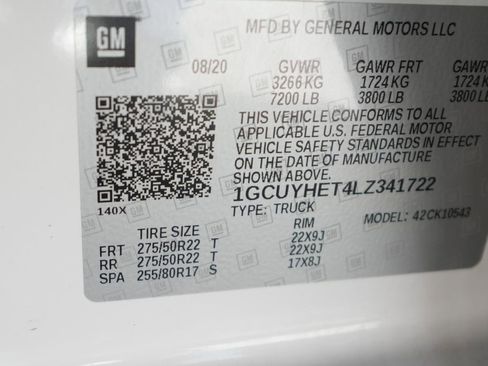 GM
MFD BY GENERAL MOTORS LLC
08/20 GVWR GAWR FRT GAWR
3266 KG 1724 KG 1724 K
7200 LB 3800 LB 3800 LB
THIS VEHICLE CONFORMS TO ALL
APPLICABLE U.S. FEDERAL MOTOR
VEHICLE SAFETY STANDARDS IN EFFECT
ON THE DATE OF MANUFACTURE
SHOWN ABOVE.
1GCUYHET4LZ341722
140X
TYPE: TRUCK MODEL: 42CK10543
TIRE SIZE RIM
FRT 275/50R22 T 22X9J
RR 275/50R22 T 22X9J
SPA 255/80R17 S 17X8J